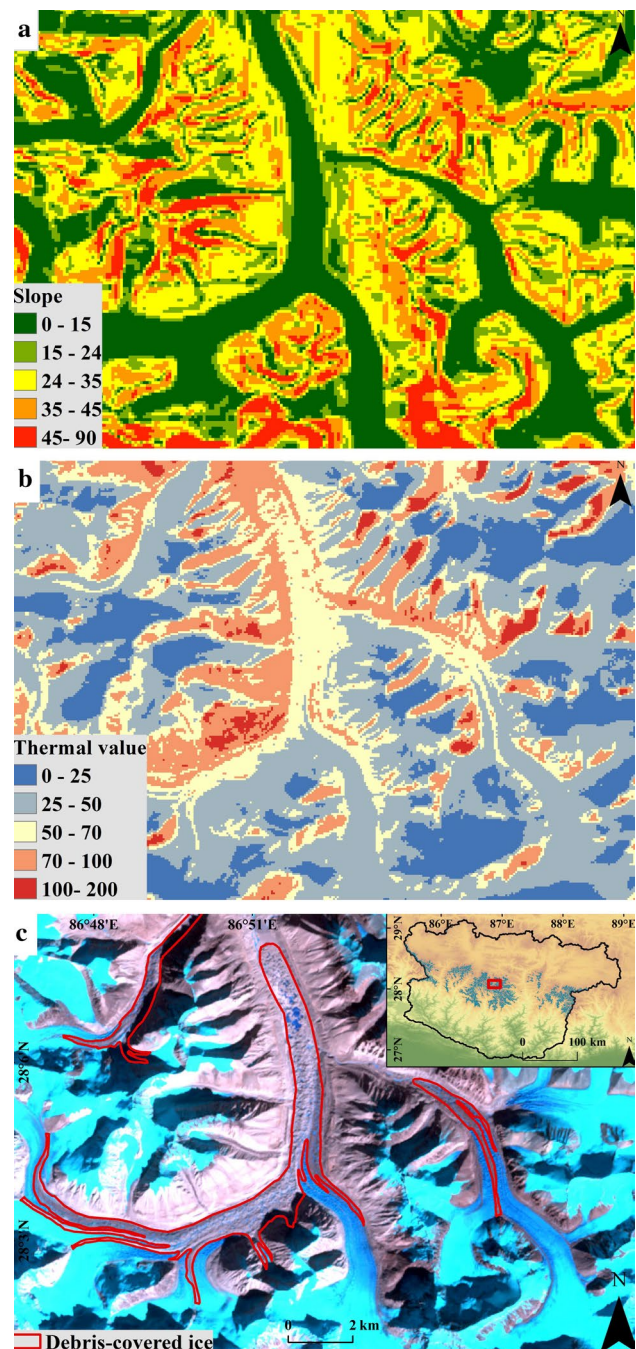 a
N
Slope
0 - 15
15 - 24
24 - 35
35 - 45
45- 90
b
N
Thermal value
0 - 25
25 - 50
50 - 70
70 - 100
100- 200
c
86°48'E
86°51'E
86°E
87°E
88°E
89°E
29°N
28°N
27°N
0
100 km
N
28°6'N
28°3'N
0
2 km
N
Debris-covered ice